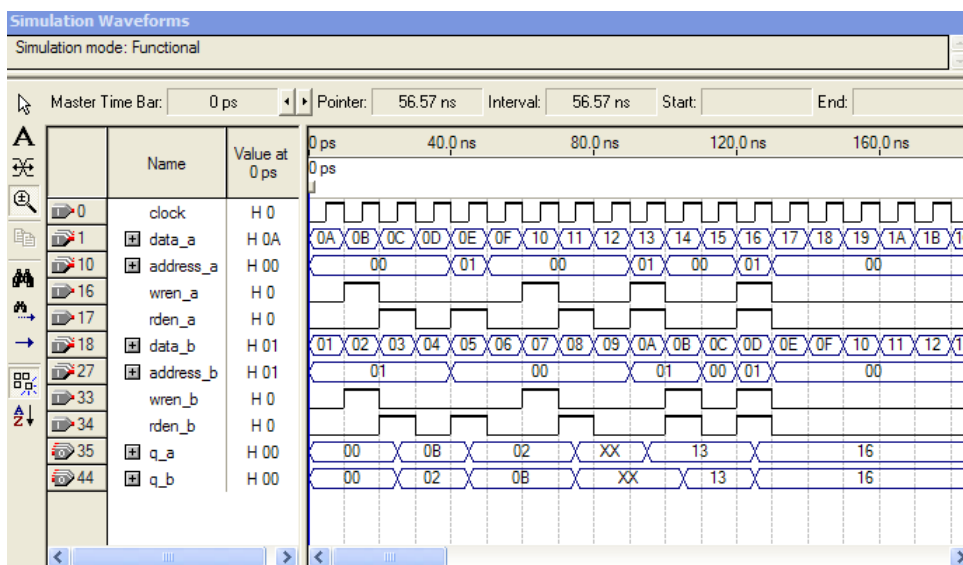 Simulation Waveforms
Simulation mode: Functional
Master Time Bar: 0 ps Pointer: 56.57 ns Interval: 56.57 ns Start: End:
Name Value at 0 ps 0 ps 40.0 ns 80.0 ns 120.0 ns 160.0 ns
0 ps
0 clock H 0
1 data_a H 0A 0A 0B 0C 0D 0E 0F 10 11 12 13 14 15 16 17 18 19 1A 1B
10 address_a H 00 00 01 00 01 00 01 00
16 wren_a H 0
17 rden_a H 0
18 data_b H 01 01 02 03 04 05 06 07 08 09 0A 0B 0C 0D 0E 0F 10 11 12
27 address_b H 01 01 00 01 00 01 00
33 wren_b H 0
34 rden_b H 0
35 q_a H 00 00 0B 02 XX 13 16
44 q_b H 00 00 02 0B XX 13 16